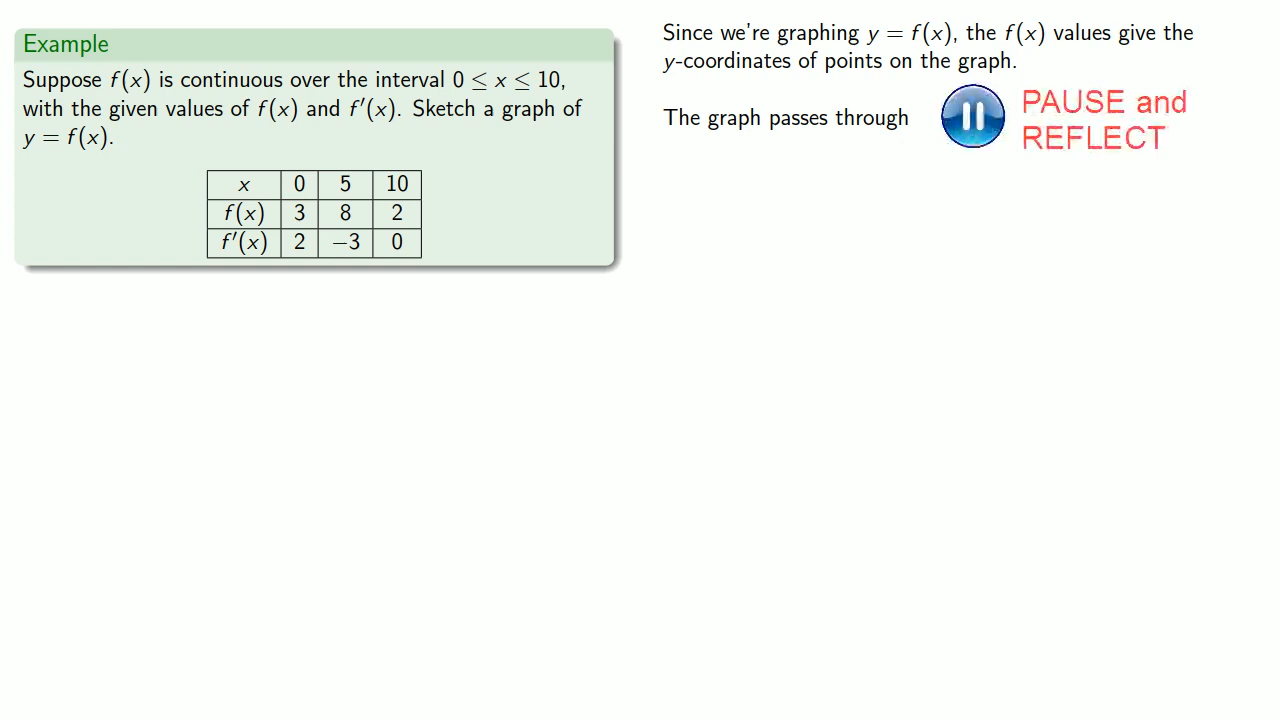 Example
Suppose f(x) is continuous over the interval 0 ≤ x ≤ 10,
with the given values of f(x) and f′(x). Sketch a graph of
y = f(x).
x 0 5 10
f(x) 3 8 2
f′(x) 2 −3 0
Since we're graphing y = f(x), the f(x) values give the
y-coordinates of points on the graph.
The graph passes through
PAUSE and
REFLECT